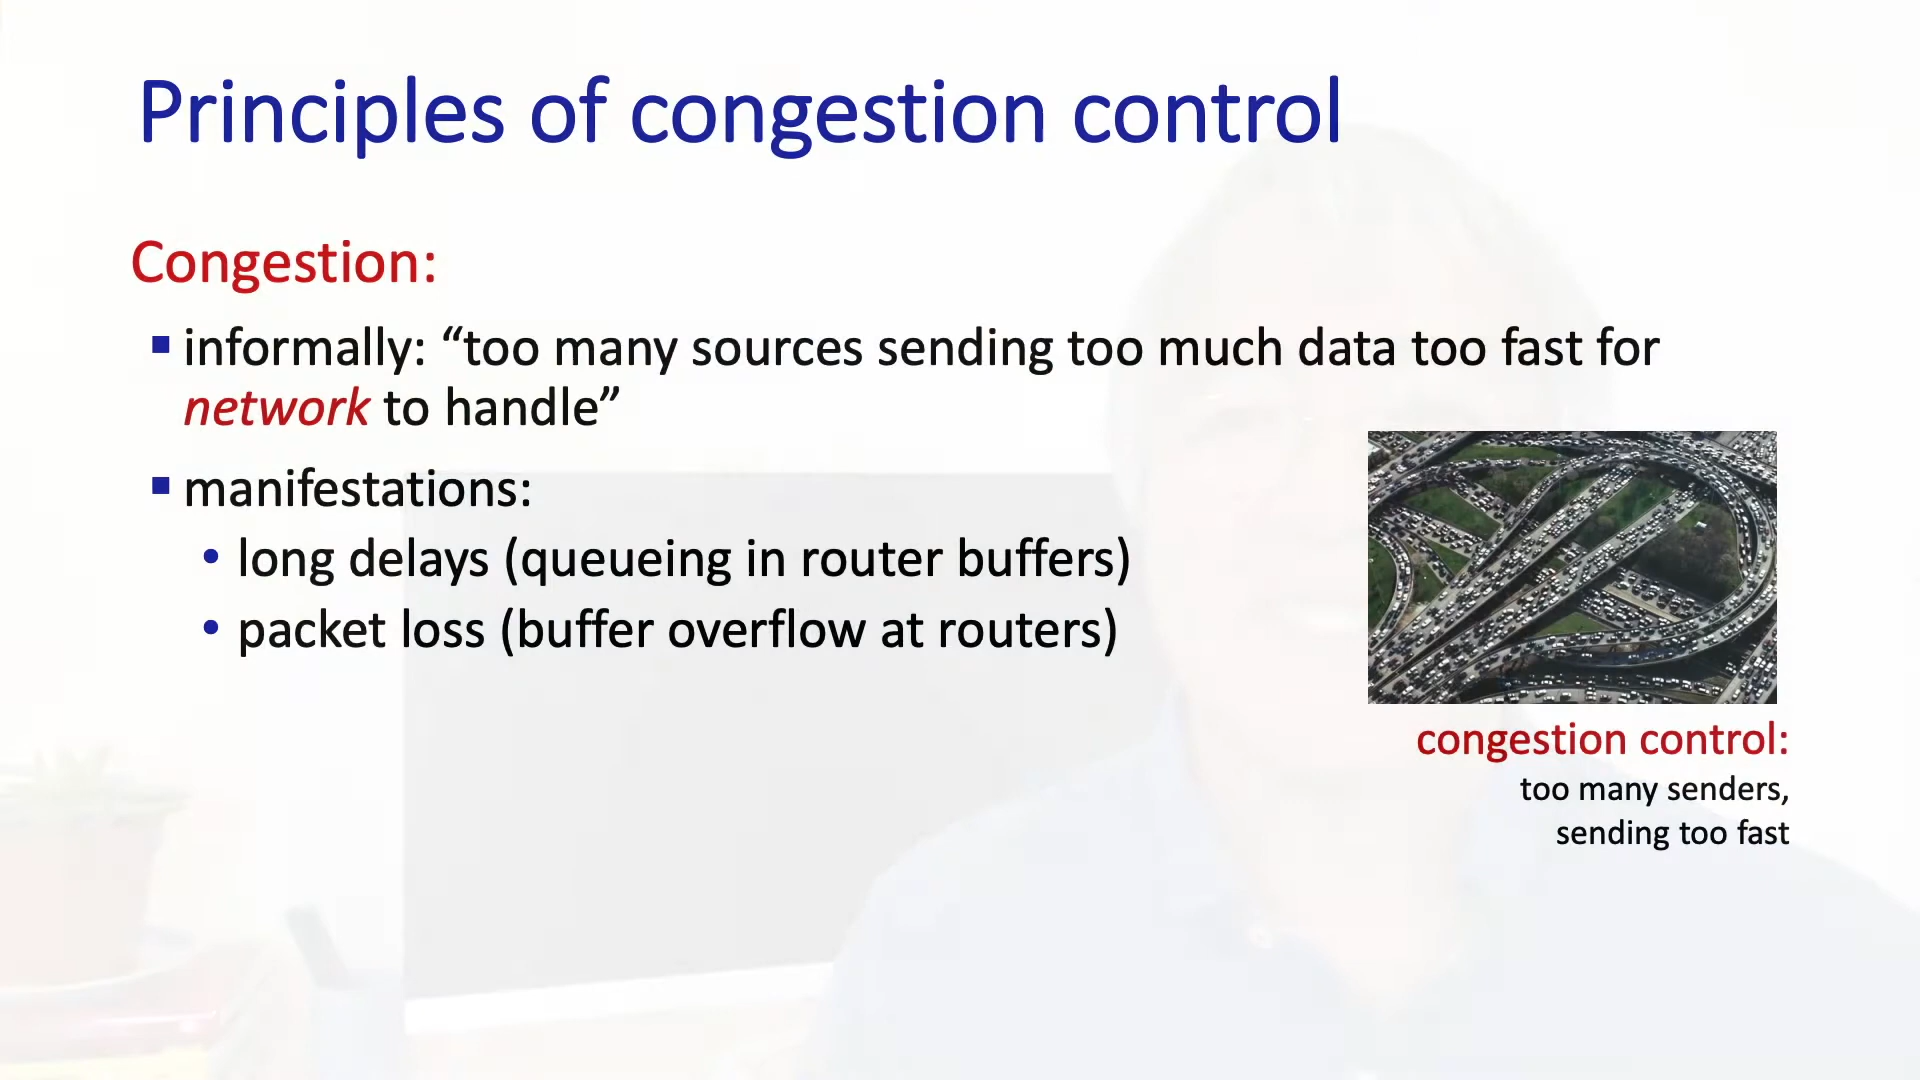 Principles of congestion control
Congestion:
▪ informally: “too many sources sending too much data too fast for
network to handle”
▪ manifestations:
• long delays (queueing in router buffers)
• packet loss (buffer overflow at routers)
congestion control:
too many senders,
sending too fast